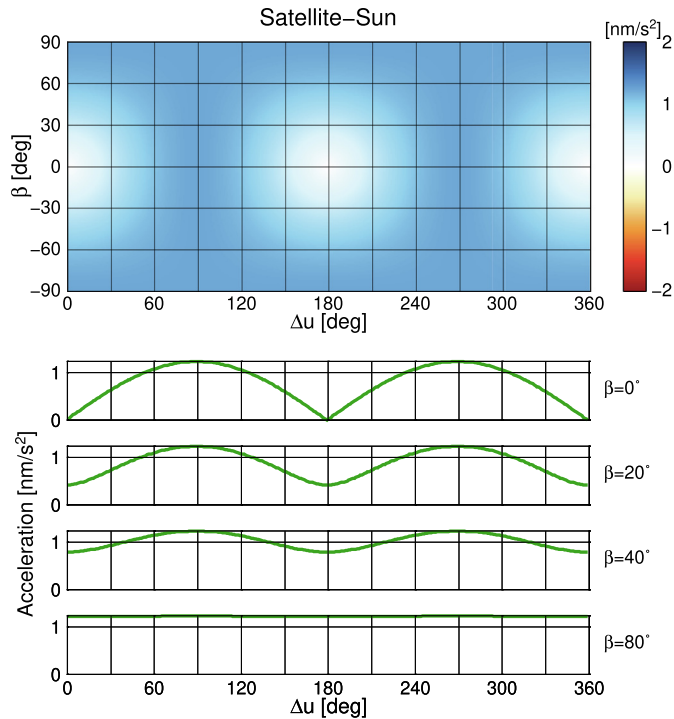 Satellite−Sun
[nm/s²]
90
60
30
0
−30
−60
−90
β [deg]
0 60 120 180 240 300 360
Δu [deg]
2
1
0
−1
−2
1
0
β=0°
1
0
β=20°
1
0
β=40°
1
0
β=80°
Acceleration [nm/s²]
0 60 120 180 240 300 360
Δu [deg]